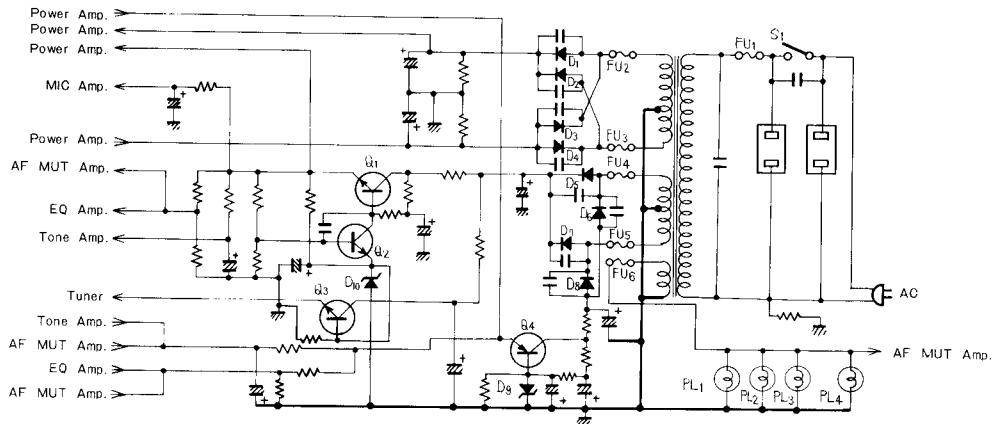 Power Amp.
Power Amp.
Power Amp.
MIC Amp.
Power Amp.
AF MUT Amp.
EQ Amp.
Tone Amp.
Tuner
Tone Amp.
AF MUT Amp.
EQ Amp.
AF MUT Amp.
Q1
Q2
Q3
D10
Q4
D9
D1
D2
D3
D4
D5
D6
D7
D8
FU2
FU3
FU4
FU5
FU6
FU1
S1
AC
AF MUT Amp.
PL1
PL2
PL3
PL4